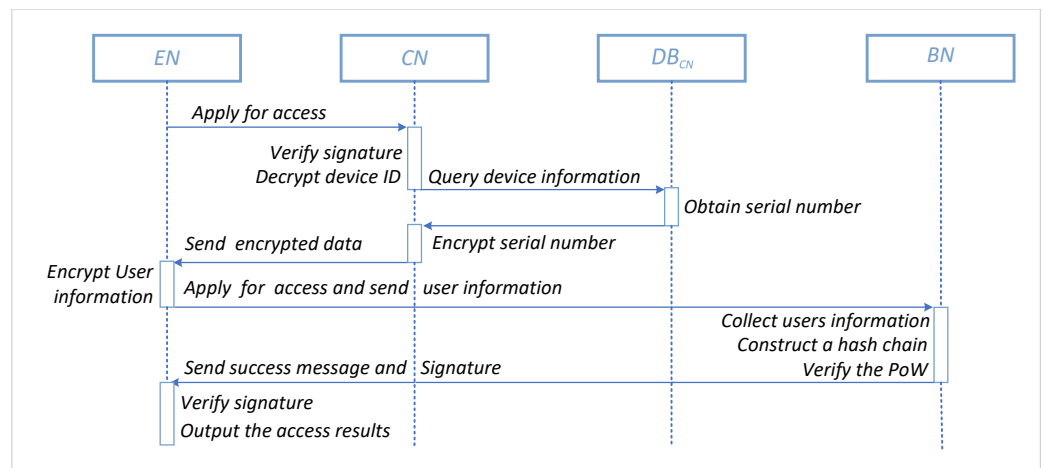 EN
CN
DB_CN
BN
Apply for access
Verify signature
Decrypt device ID
Query device information
Obtain serial number
Encrypt serial number
Send encrypted data
Encrypt User
information
Apply for access and send user information
Collect users information
Construct a hash chain
Verify the PoW
Send success message and Signature
Verify signature
Output the access results